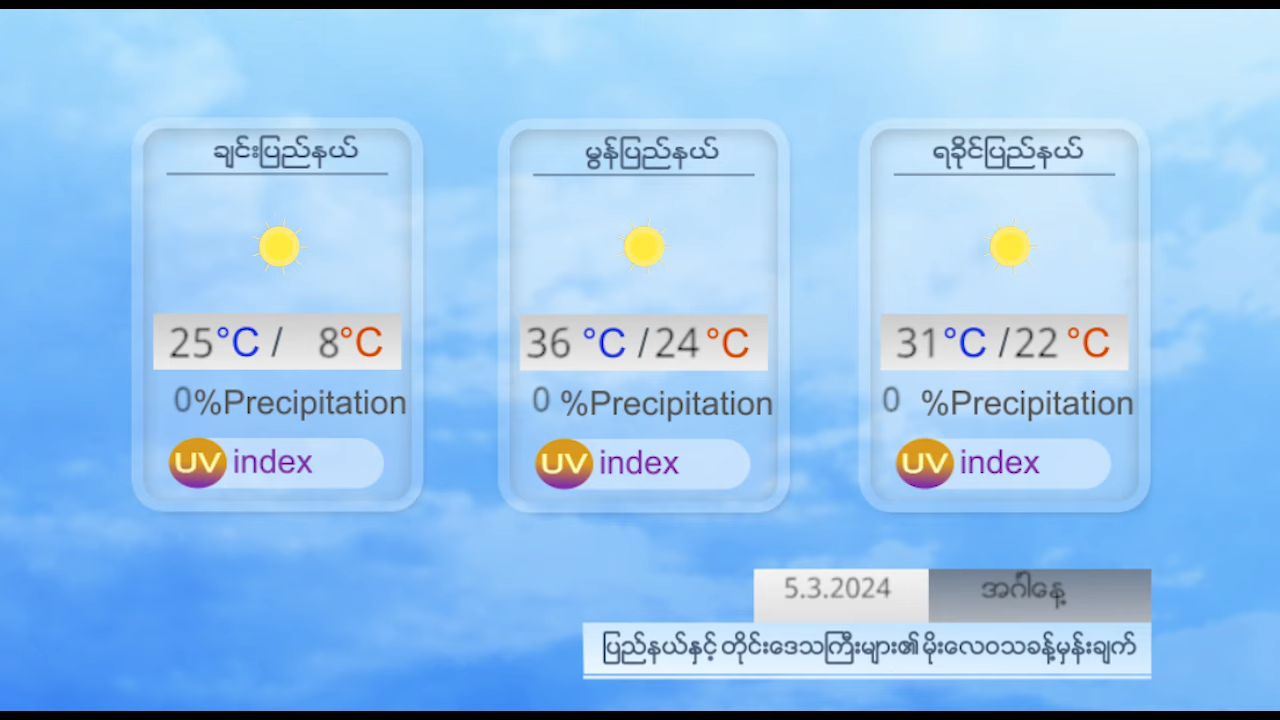 ချင်းပြည်နယ်
25°C / 8°C
0%Precipitation
UV index
မွန်ပြည်နယ်
36 °C /24 °C
0 %Precipitation
UV index
ရခိုင်ပြည်နယ်
31°C /22 °C
0 %Precipitation
UV index
5.3.2024 အင်္ဂါနေ့
ပြည်နယ်နှင့် တိုင်းဒေသကြီးများ၏ မိုးလေဝသခန့်မှန်းချက်